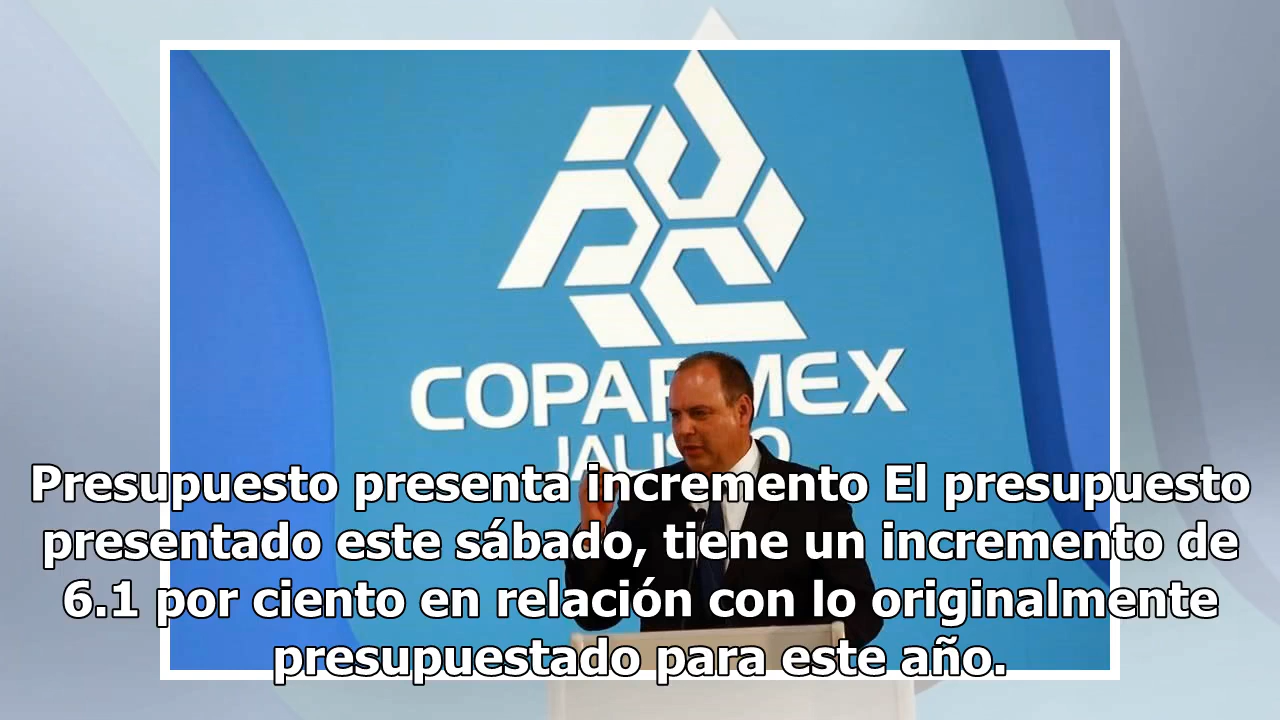 COPARMEX
JALISCO
Presupuesto presenta incremento El presupuesto
presentado este sábado, tiene un incremento de
6.1 por ciento en relación con lo originalmente
presupuestado para este año.